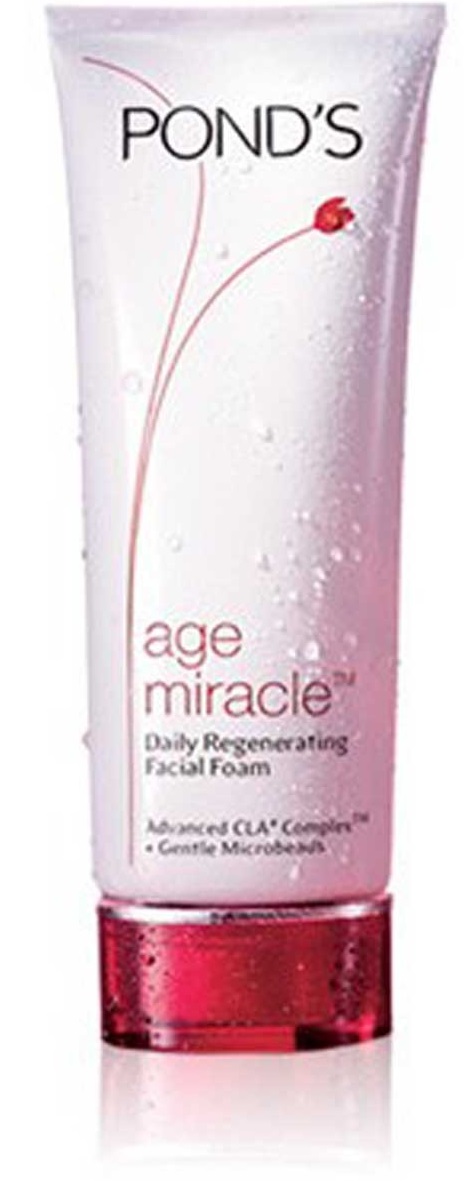 POND'S
age
miracle™
Daily Regenerating
Facial Foam
Advanced CLA* Complex™
+ Gentle Microbeads